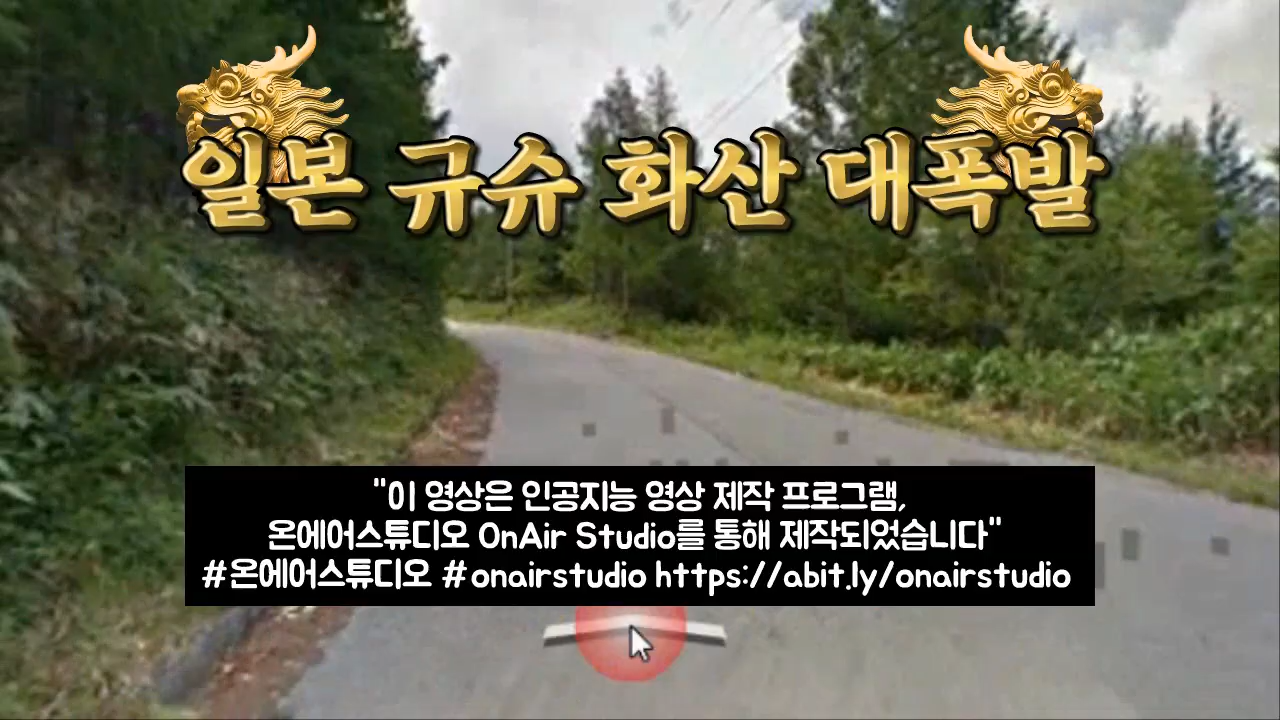 일본 규슈 화산 대폭발
"이 영상은 인공지능 영상 제작 프로그램,
온에어스튜디오 OnAir Studio를 통해 제작되었습니다"
#온에어스튜디오 #onairstudio https://abit.ly/onairstudio